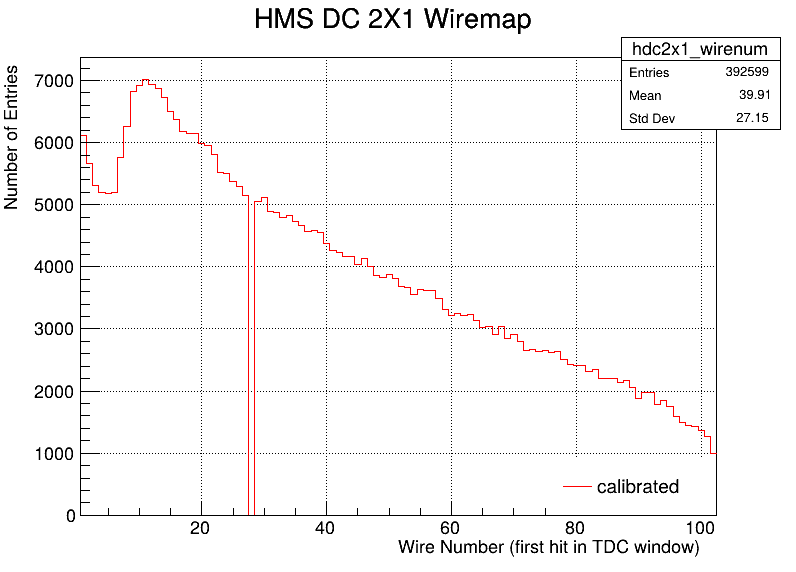 HMS DC 2X1 Wiremap
hdc2x1_wirenum
Entries 392599
Mean 39.91
Std Dev 27.15
Number of Entries
7000
6000
5000
4000
3000
2000
1000
0
calibrated
20 40 60 80 100
Wire Number (first hit in TDC window)